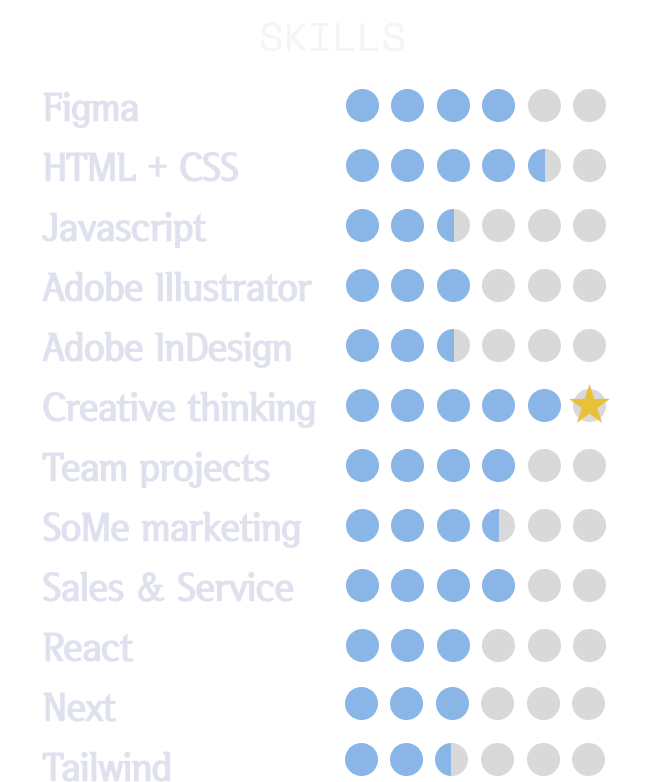 SKILLS
Figma
HTML + CSS
Javascript
Adobe Illustrator
Adobe InDesign
Creative thinking
Team projects
SoMe marketing
Sales & Service
React
Next
Tailwind